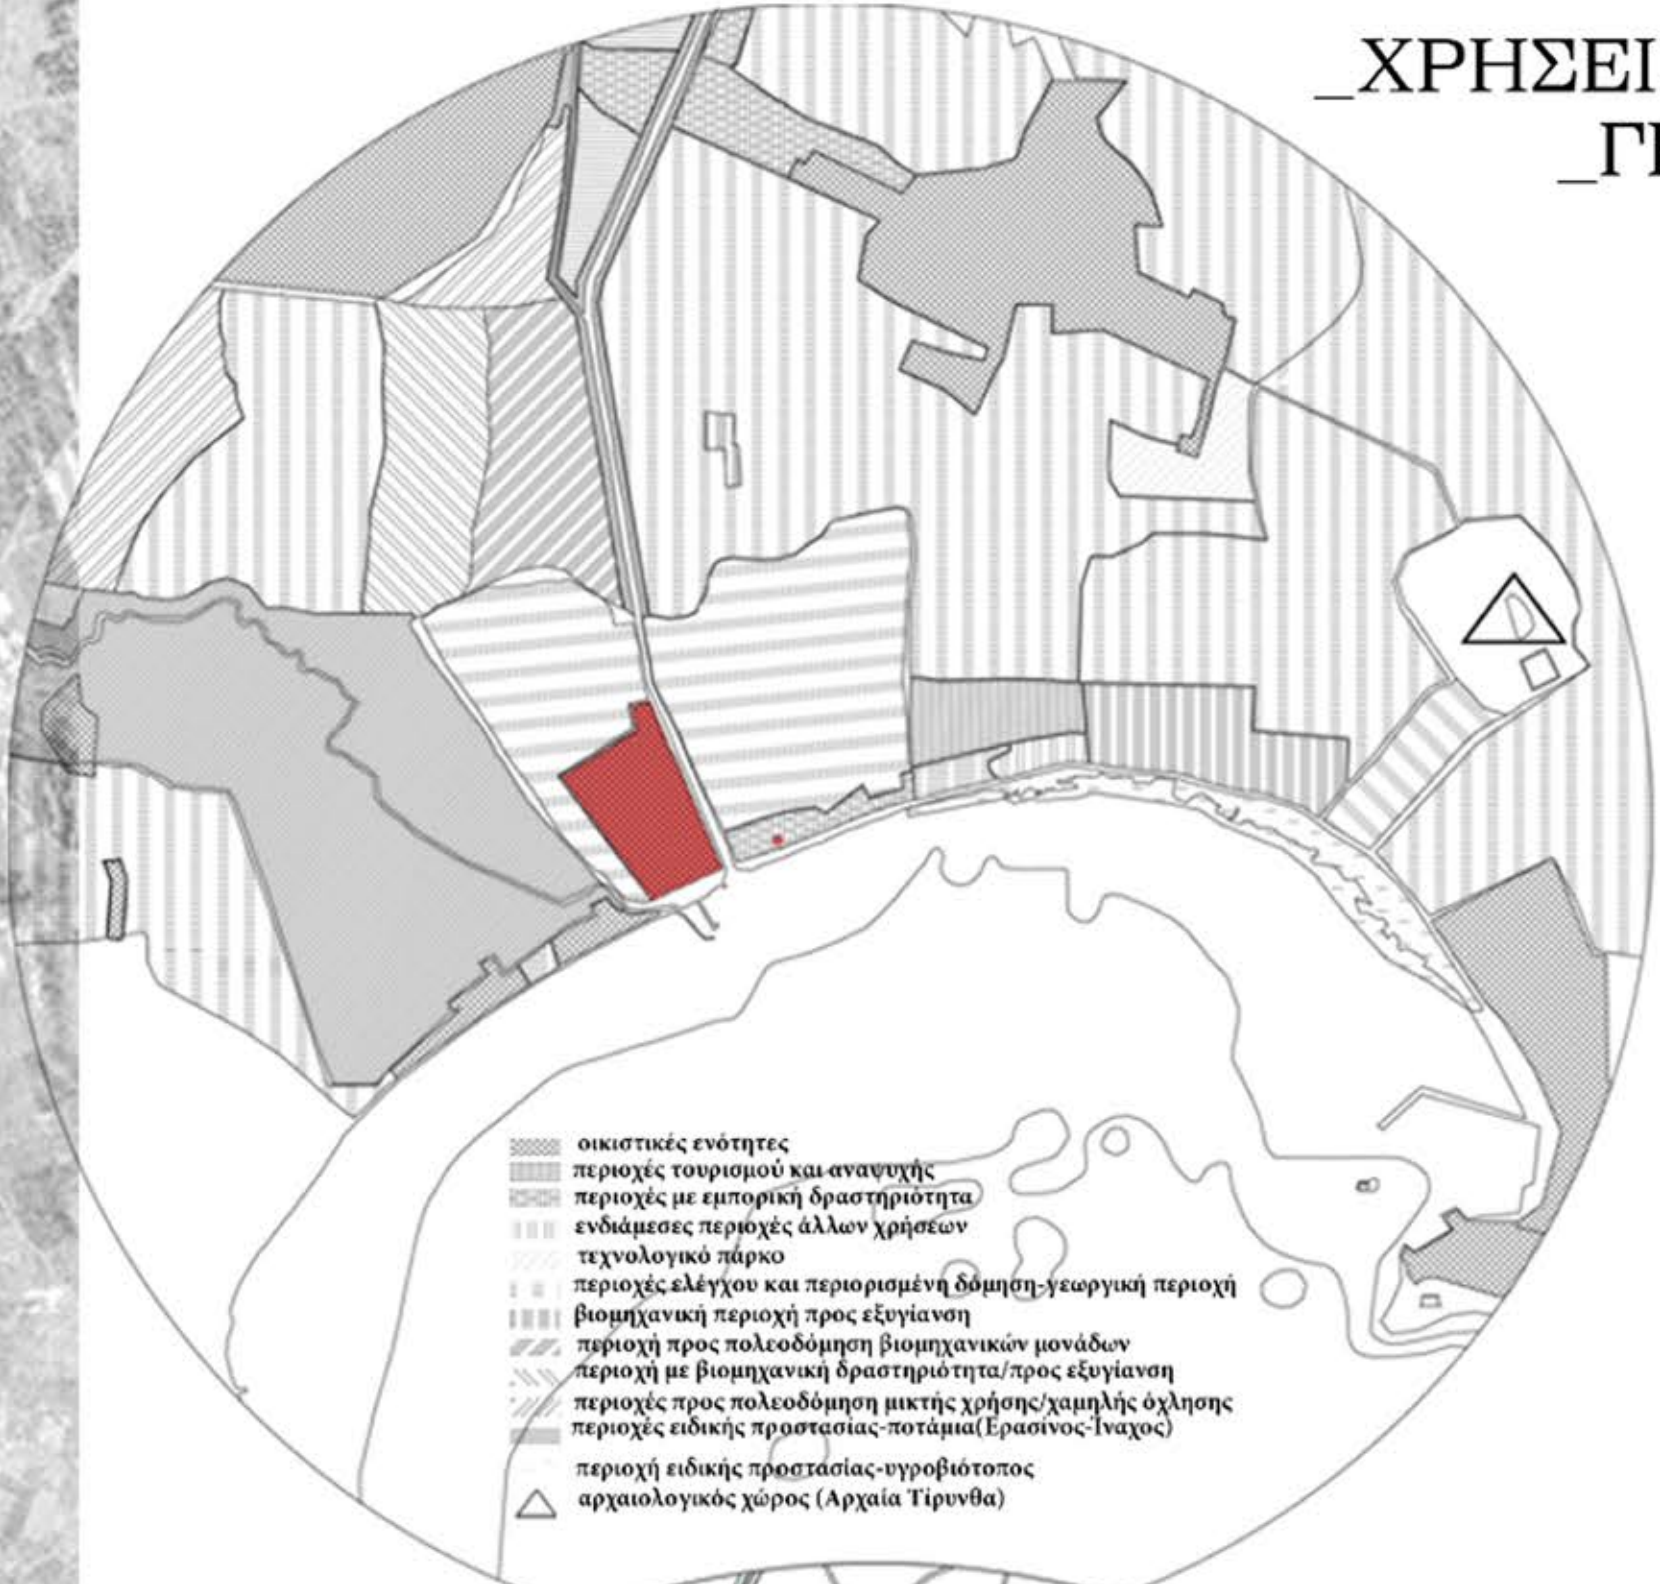 _ΧΡΗΣΕΙ
_ΓΙ
οικιστικές ενότητες
περιοχές τουρισμού και αναψυχής
περιοχές με εμπορική δραστηριότητα
ενδιάμεσες περιοχές άλλων χρήσεων
τεχνολογικό πάρκο
περιοχές ελέγχου και περιορισμένη δόμηση-γεωργική περιοχή
βιομηχανική περιοχή προς εξυγίανση
περιοχή προς πολεοδόμηση βιομηχανικών μονάδων
περιοχή με βιομηχανική δραστηριότητα/προς εξυγίανση
περιοχές προς πολεοδόμηση μικτής χρήσης/χαμηλής όχλησης
περιοχές ειδικής προστασίας-ποτάμια(Ερασίνος-Ίναχος)
περιοχή ειδικής προστασίας-υγροβιότοπος
αρχαιολογικός χώρος (Αρχαία Τίρυνθα)